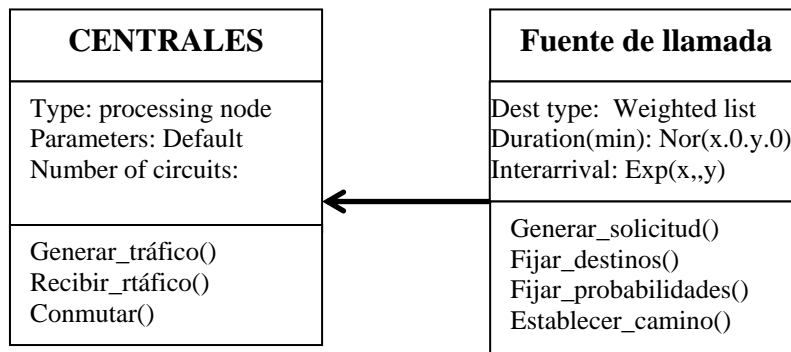 CENTRALES
Type: processing node
Parameters: Default
Number of circuits:
Generar_tráfico()
Recibir_rtáfico()
Conmutar()
Fuente de llamada
Dest type: Weighted list
Duration(min): Nor(x.0.y.0)
Interarrival: Exp(x,,y)
Generar_solicitud()
Fijar_destinos()
Fijar_probabilidades()
Establecer_camino()